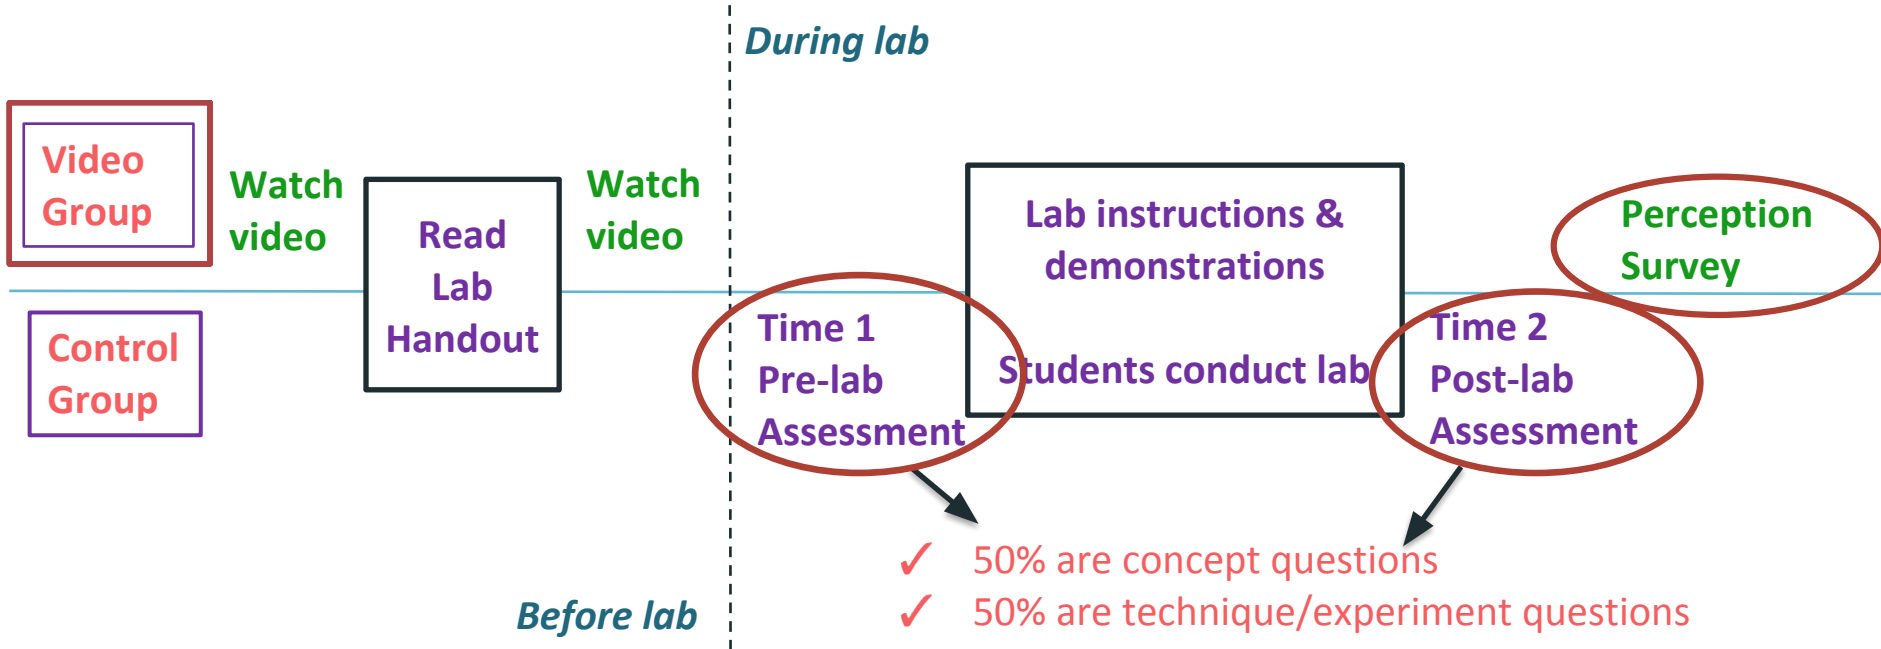 During lab
Video
Group
Watch
video
Read
Lab
Handout
Watch
video
Control
Group
Time 1
Pre-lab
Assessment
Lab instructions &
demonstrations
Students conduct lab
Time 2
Post-lab
Assessment
Perception
Survey
✓ 50% are concept questions
✓ 50% are technique/experiment questions
Before lab